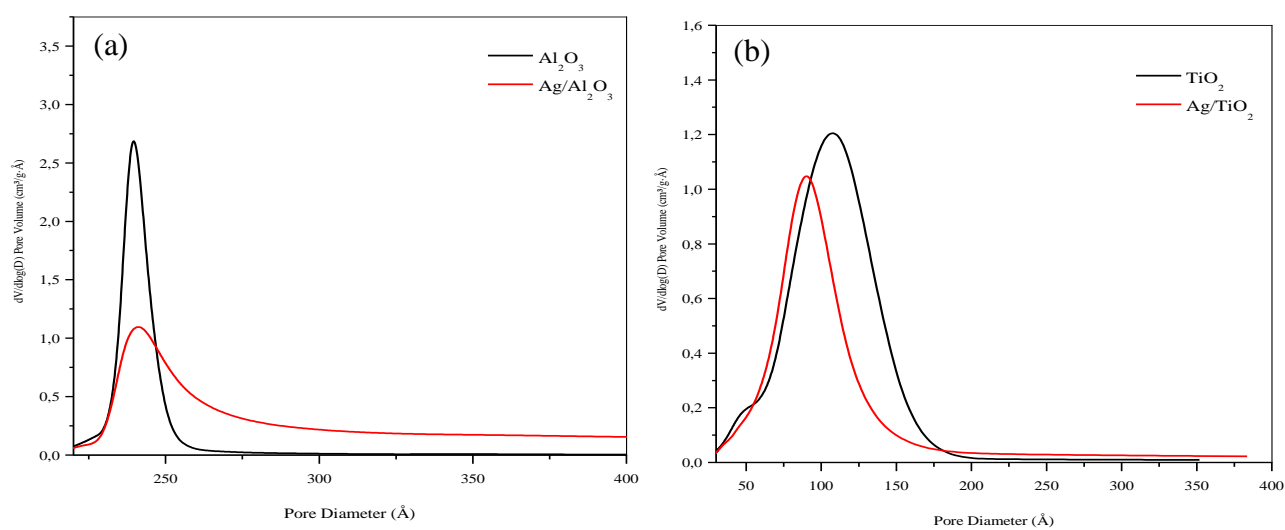 (a)
Al₂O₃
Ag/Al₂O₃
3,5
3,0
2,5
2,0
1,5
1,0
0,5
0,0
dV/dlog(D) Pore Volume (cm³/g·Å)
250
300
350
400
Pore Diameter (Å)
(b)
TiO₂
Ag/TiO₂
1,6
1,4
1,2
1,0
0,8
0,6
0,4
0,2
0,0
dV/dlog(D) Pore Volume (cm³/g·Å)
50
100
150
200
250
300
350
400
Pore Diameter (Å)